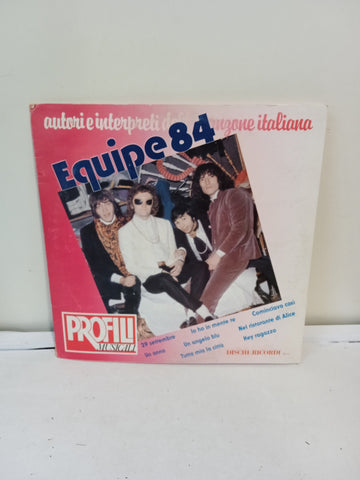 autori e interpreti della canzone italiana
Equipe 84
PROFILI
MUSICALI
29 settembre
Un anno
Io ho in mente te
Un angelo blu
Tutta mia la città
Cominciava così
Nel ristorante di Alice
Hey ragazzo
DISCHI RICORDI